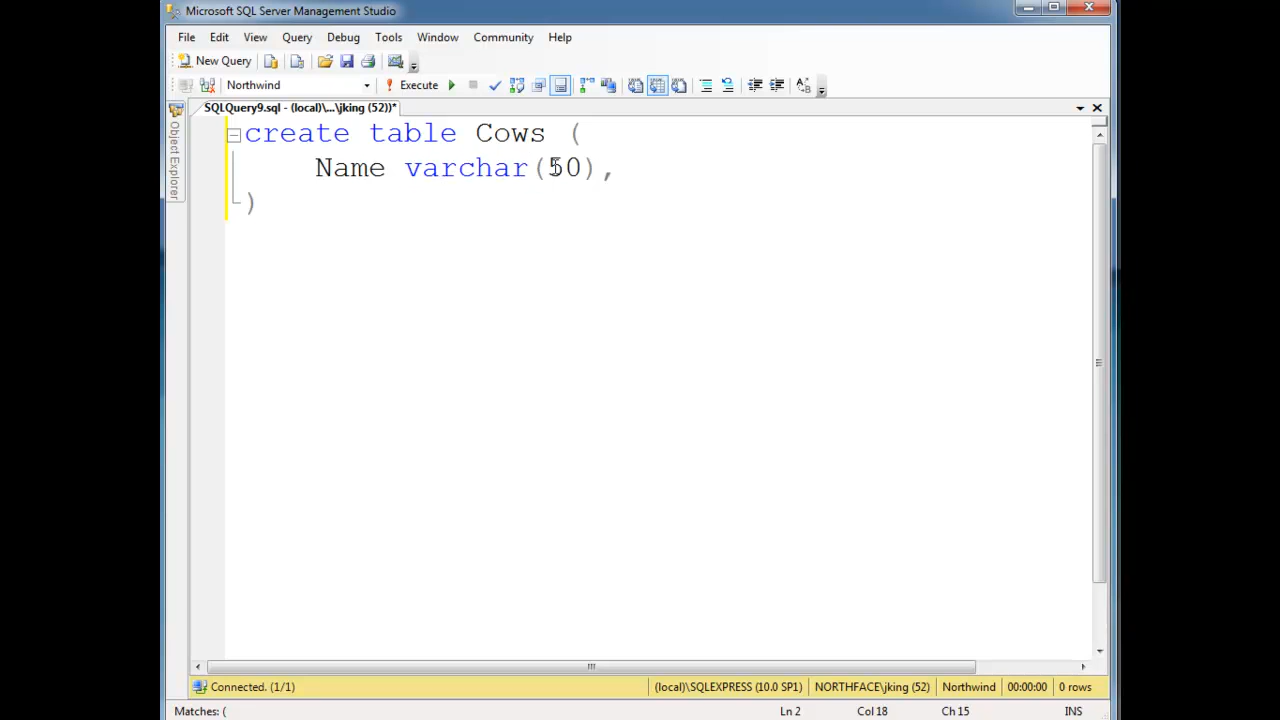 Microsoft SQL Server Management Studio
File Edit View Query Debug Tools Window Community Help
New Query
Northwind Execute
SQLQuery9.sql - (local)\...\jking (52))*
Object Explorer
create table Cows (
Name varchar(50),
)
Connected. (1/1) (local)\SQLEXPRESS (10.0 SP1) NORTHFACE\jking (52) Northwind 00:00:00 0 rows
Matches: ( Ln 2 Col 18 Ch 15 INS